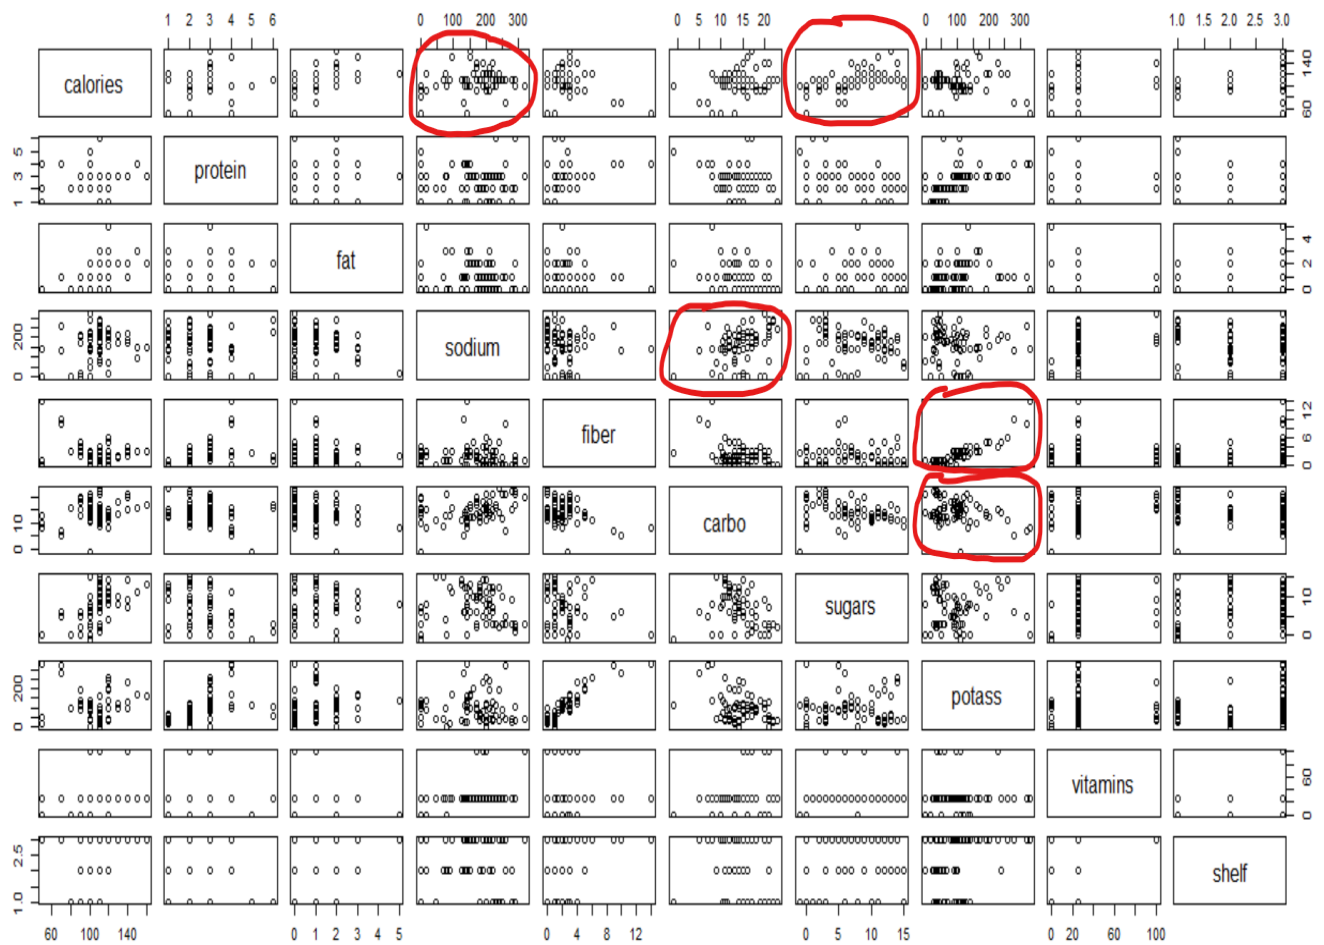 1 2 3 4 5 6 0 100 200 300 0 5 10 20 0 100 300 1.0 1.5 2.0 2.5 3.0
calories 60 140
1 3 5 protein
fat 0 2 4
0 200 sodium
fiber 0 6 12
0 10 carbo
sugars 0 10
0 200 potass
vitamins 0 60
1.0 2.5 shelf
60 100 140 0 1 2 3 4 5 0 4 8 12 0 5 10 15 0 20 60 100